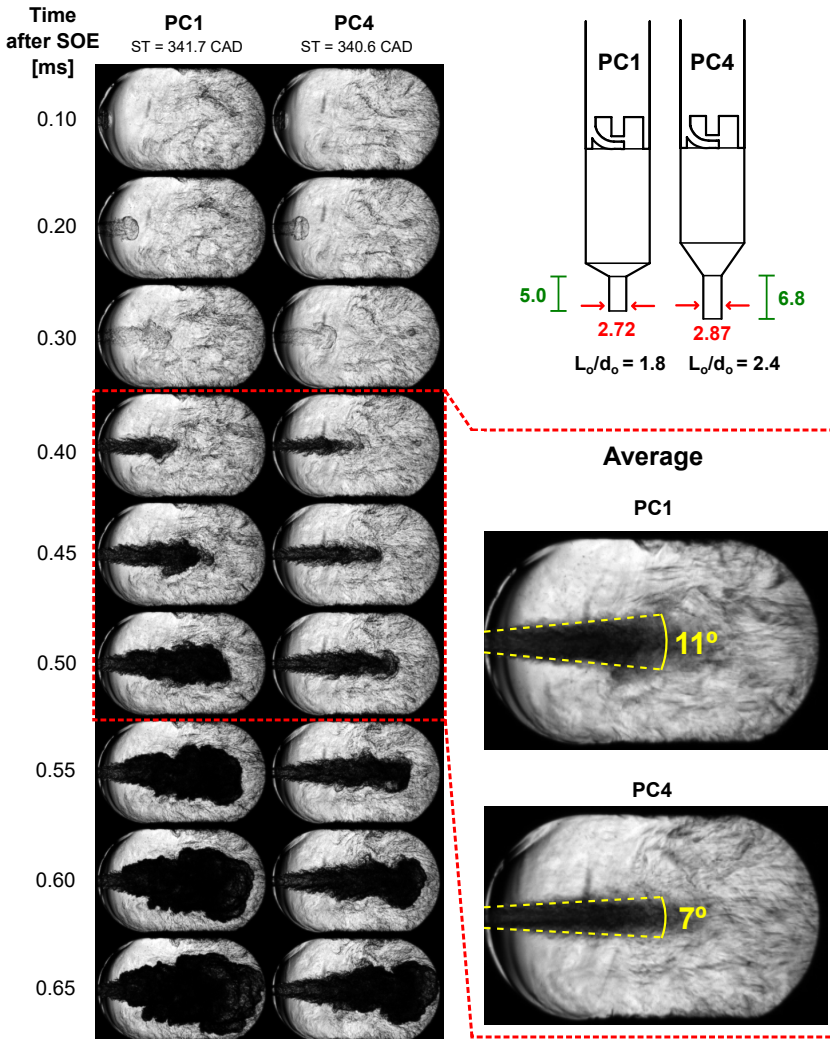 Time
after SOE
[ms]
PC1
ST = 341.7 CAD
PC4
ST = 340.6 CAD
0.10
0.20
0.30
0.40
0.45
0.50
0.55
0.60
0.65
PC1
PC4
5.0
6.8
2.72
2.87
Lₒ/dₒ = 1.8
Lₒ/dₒ = 2.4
Average
PC1
11º
PC4
7º